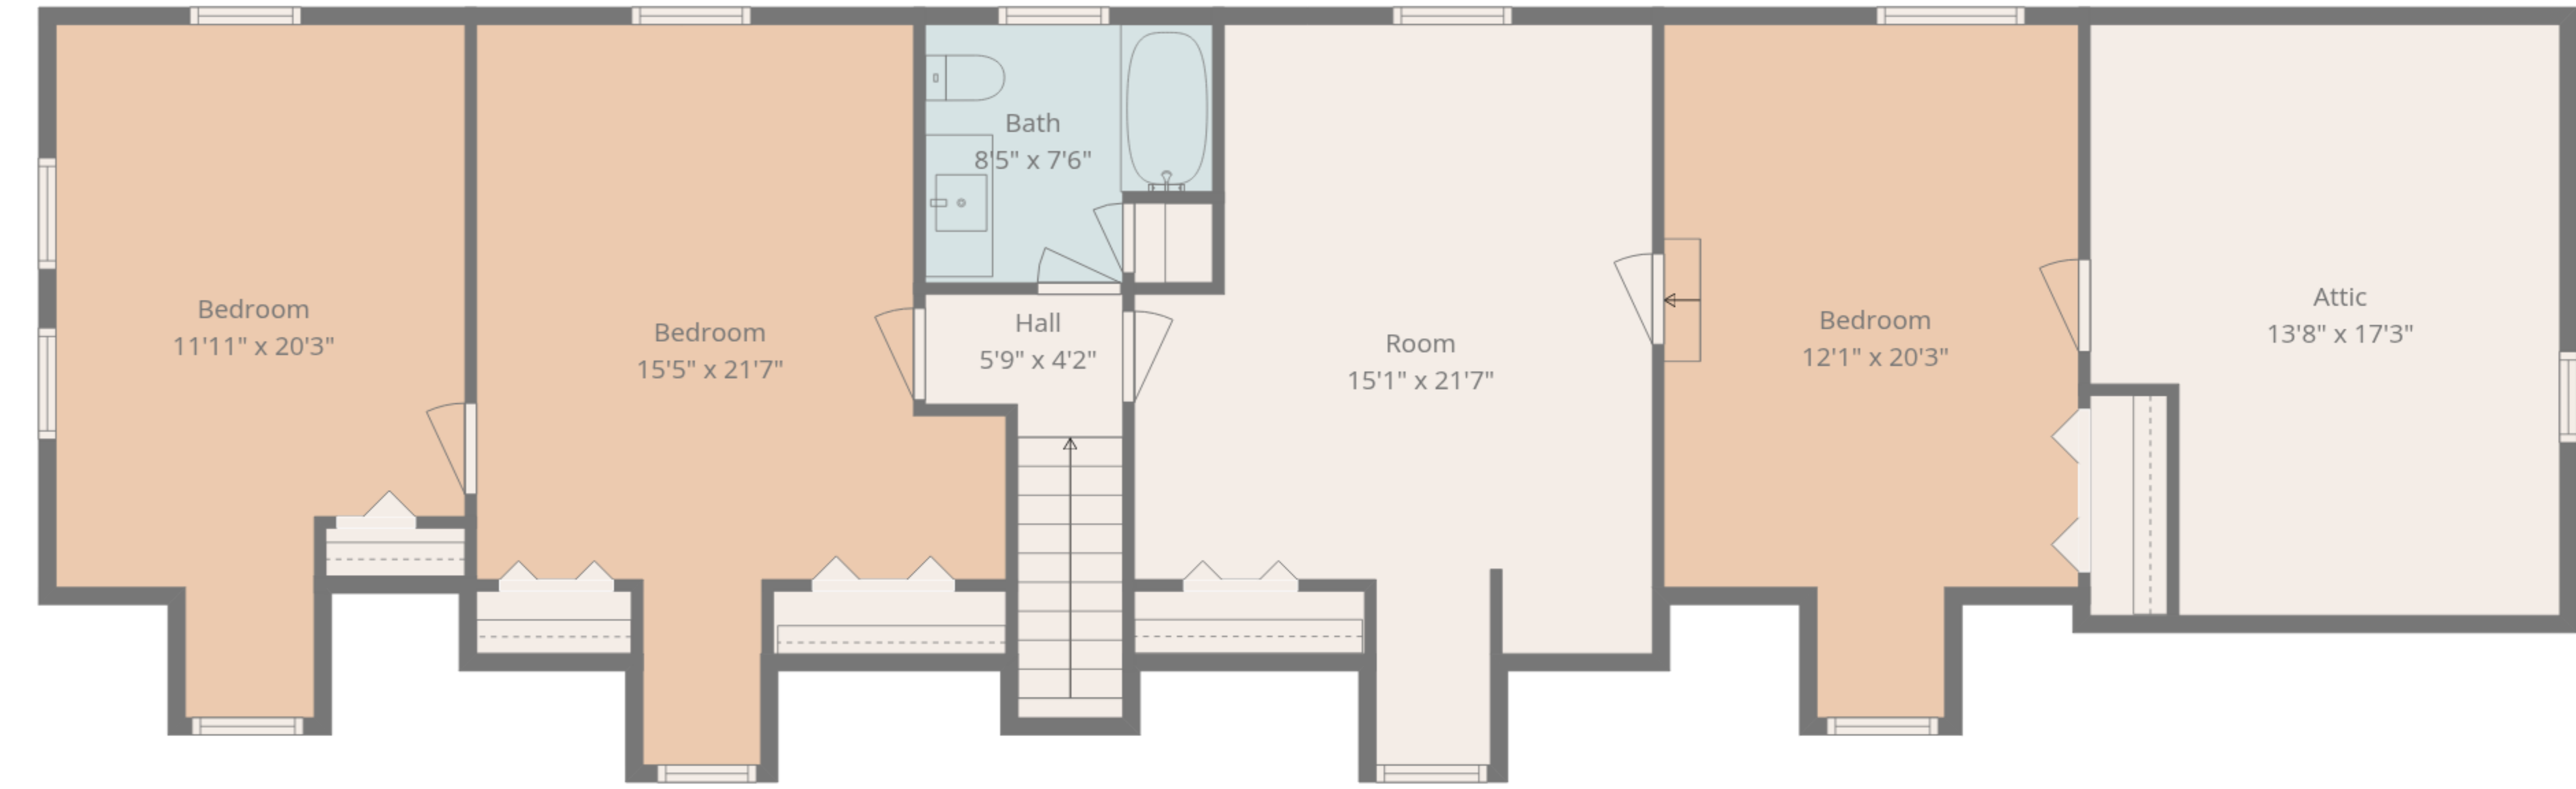 Bedroom
11'11" x 20'3"
Bedroom
15'5" x 21'7"
Bath
8'5" x 7'6"
Hall
5'9" x 4'2"
Room
15'1" x 21'7"
Bedroom
12'1" x 20'3"
Attic
13'8" x 17'3"